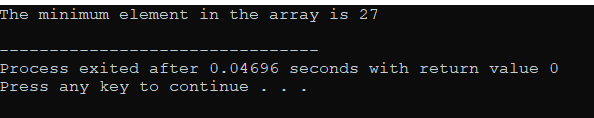 The minimum element in the array is 27
--------------------------------
Process exited after 0.04696 seconds with return value 0
Press any key to continue . . .